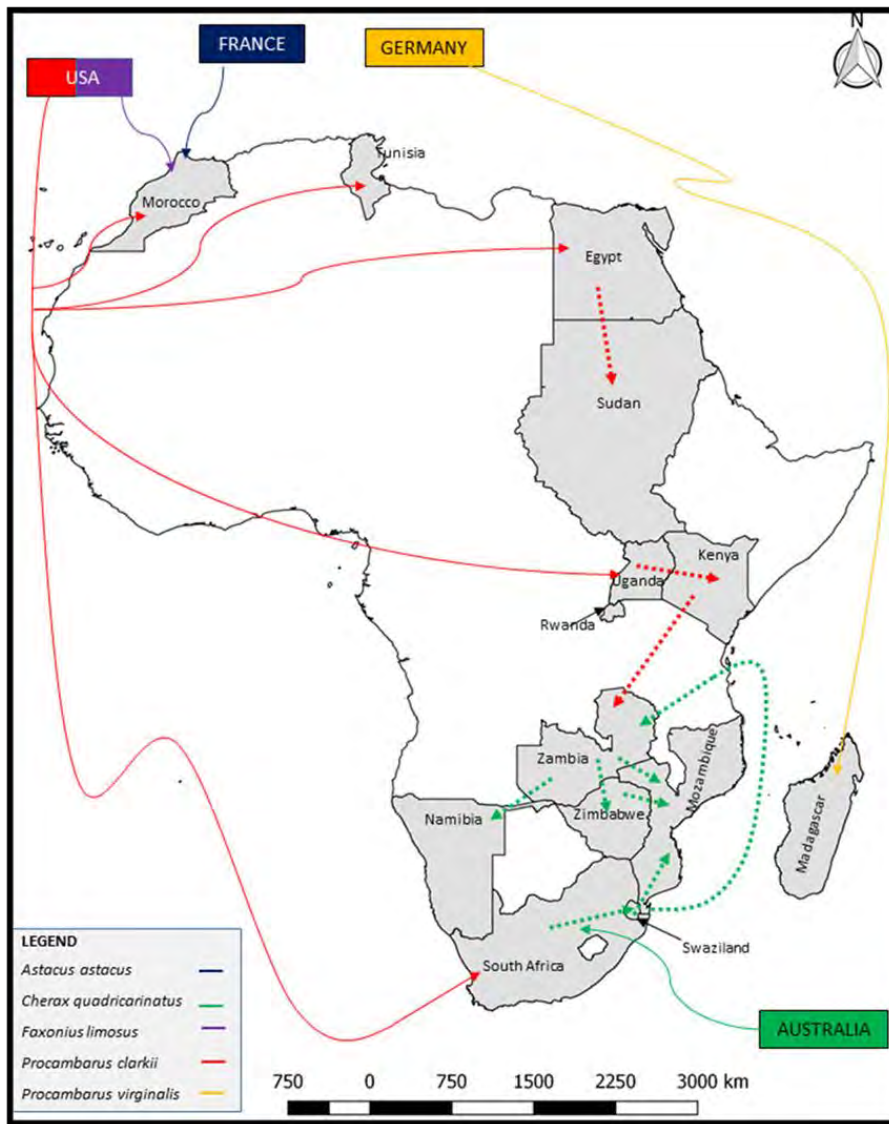 FRANCE
GERMANY
N
USA
Tunisia
Morocco
Egypt
Sudan
Kenya
Uganda
Rwanda
Zambia
Mozambique
Namibia
Zimbabwe
Madagascar
Swaziland
South Africa
AUSTRALIA
LEGEND
Astacus astacus
Cherax quadricarinatus
Faxonius limosus
Procambarus clarkii
Procambarus virginalis
750 0 750 1500 2250 3000 km